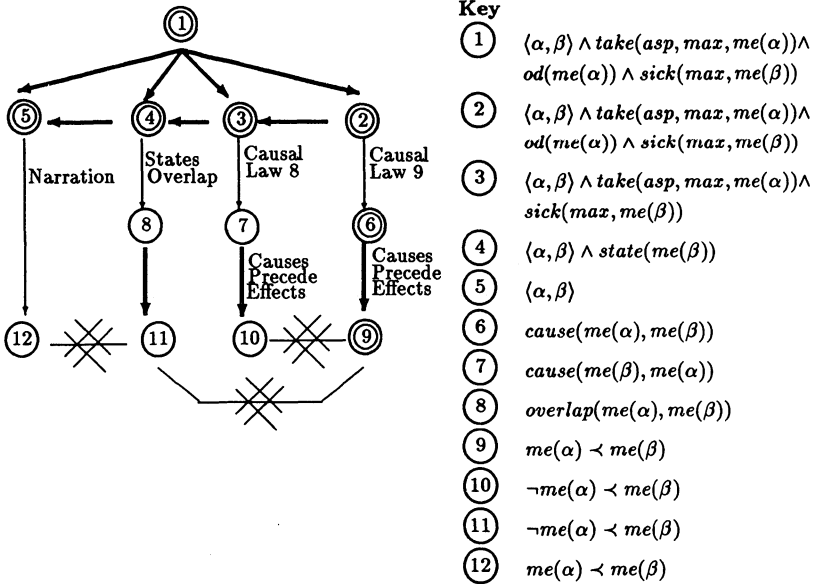 Key
1
⟨α, β⟩ ∧ take(asp, max, me(α))∧
od(me(α)) ∧ sick(max, me(β))
2
⟨α, β⟩ ∧ take(asp, max, me(α))∧
od(me(α)) ∧ sick(max, me(β))
3
⟨α, β⟩ ∧ take(asp, max, me(α))∧
sick(max, me(β))
4
⟨α, β⟩ ∧ state(me(β))
5
⟨α, β⟩
6
cause(me(α), me(β))
7
cause(me(β), me(α))
8
overlap(me(α), me(β))
9
me(α) ≺ me(β)
10
¬me(α) ≺ me(β)
11
¬me(α) ≺ me(β)
12
me(α) ≺ me(β)
1
5
4
3
2
Narration
States
Overlap
Causal
Law 8
Causal
Law 9
8
7
6
Causes
Precede
Effects
Causes
Precede
Effects
12
11
10
9